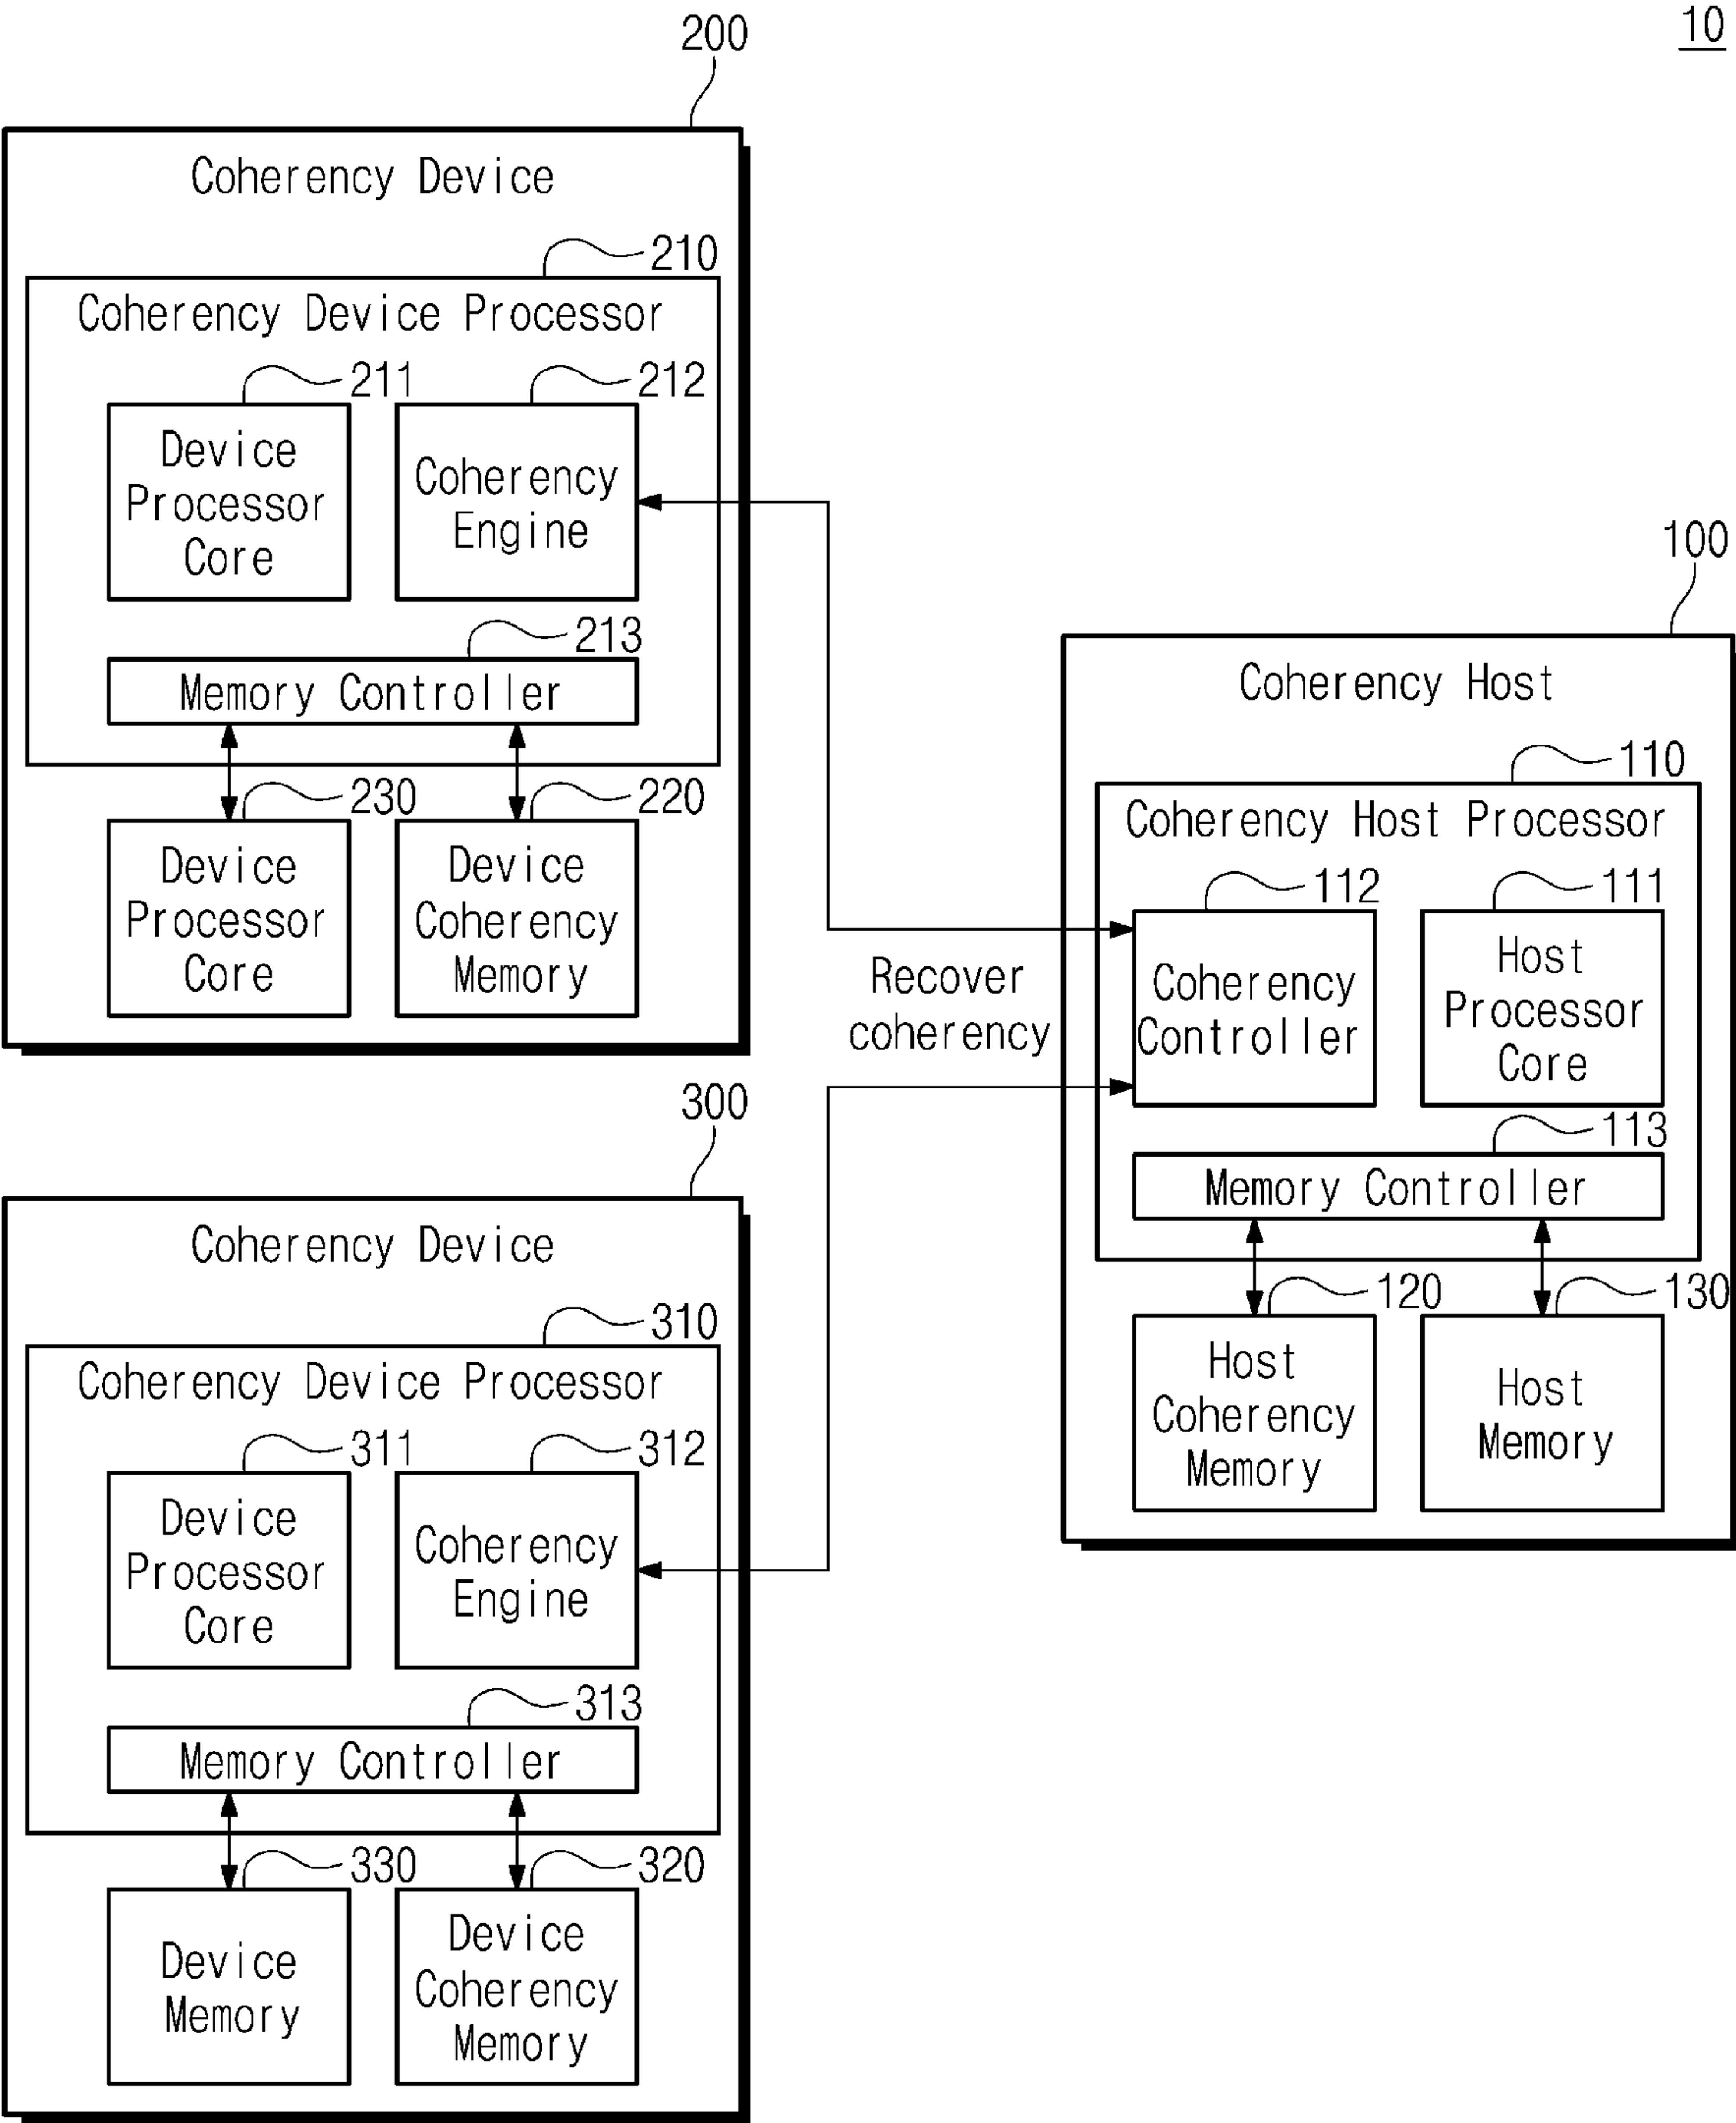 10
200
Coherency Device
210
Coherency Device Processor
211
212
Device
Processor
Core
Coherency
Engine
213
Memory Controller
230
220
Device
Processor
Core
Device
Coherency
Memory
Recover
coherency
100
Coherency Host
110
Coherency Host Processor
112
111
Coherency
Controller
Host
Processor
Core
113
Memory Controller
120
130
Host
Coherency
Memory
Host
Memory
300
Coherency Device
310
Coherency Device Processor
311
312
Device
Processor
Core
Coherency
Engine
313
Memory Controller
330
320
Device
Memory
Device
Coherency
Memory